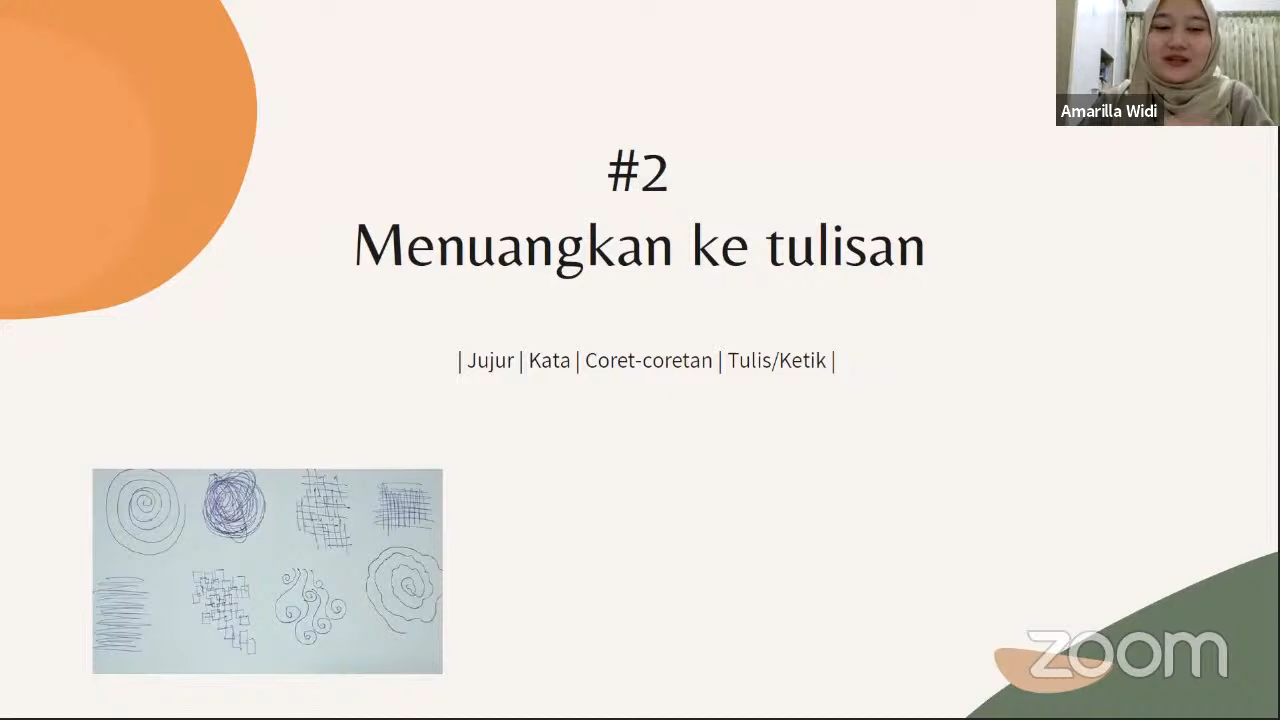 Amarilla Widi
#2
Menuangkan ke tulisan
| Jujur | Kata | Coret-coretan | Tulis/Ketik |
zoom